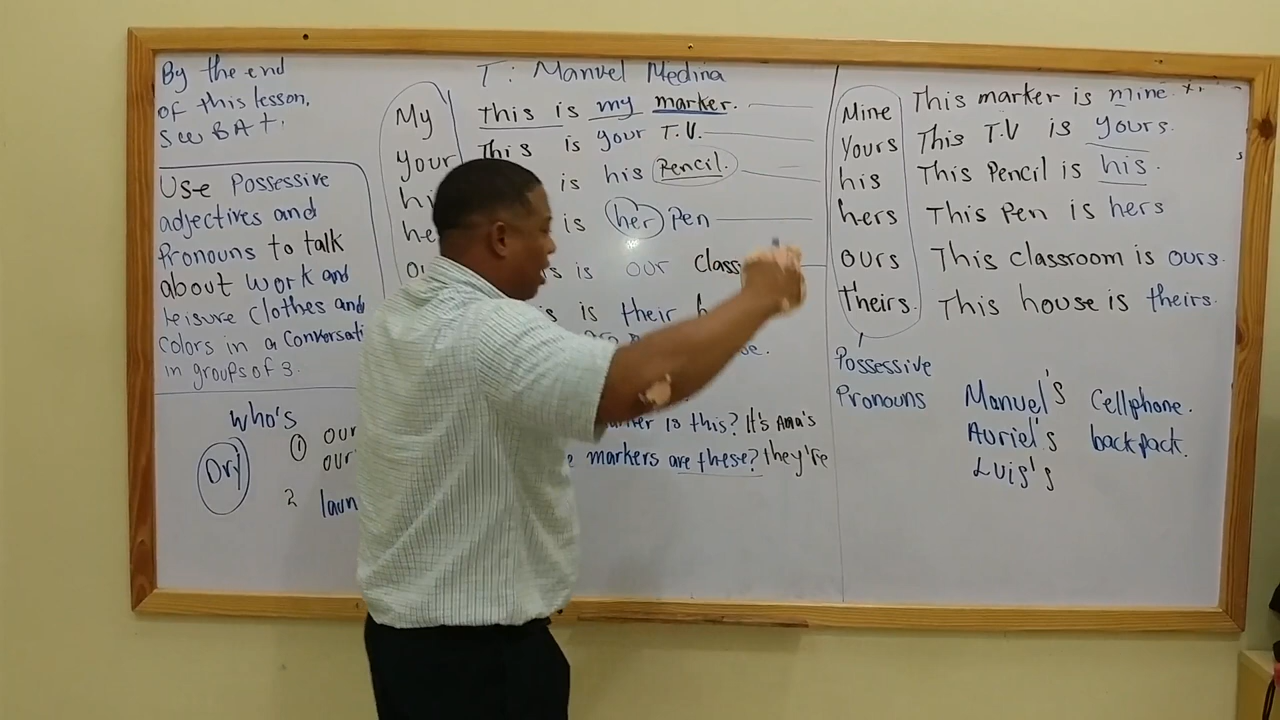 By the end
of this lesson,
SWBAT:
Use Possessive
adjectives and
Pronouns to talk
about work and
leisure clothes and
colors in a conversati
in groups of 3.
who's
Dry
1 our
our
2 laun
T: Manuel Medina
My
your
hi
he
ou
This is my marker.
This is your T.V.
is his Pencil.
is her Pen
s is our Class
s is their h
se.
is this? It's Ana's
e markers are these? They're
Mine
Yours
his
hers
ours
Theirs.
Possessive
Pronouns
This marker is mine
This T.V is yours.
This Pencil is his.
This Pen is hers
This classroom is ours.
This house is theirs.
Manuel's Cellphone.
Auriel's backpack.
Luis's